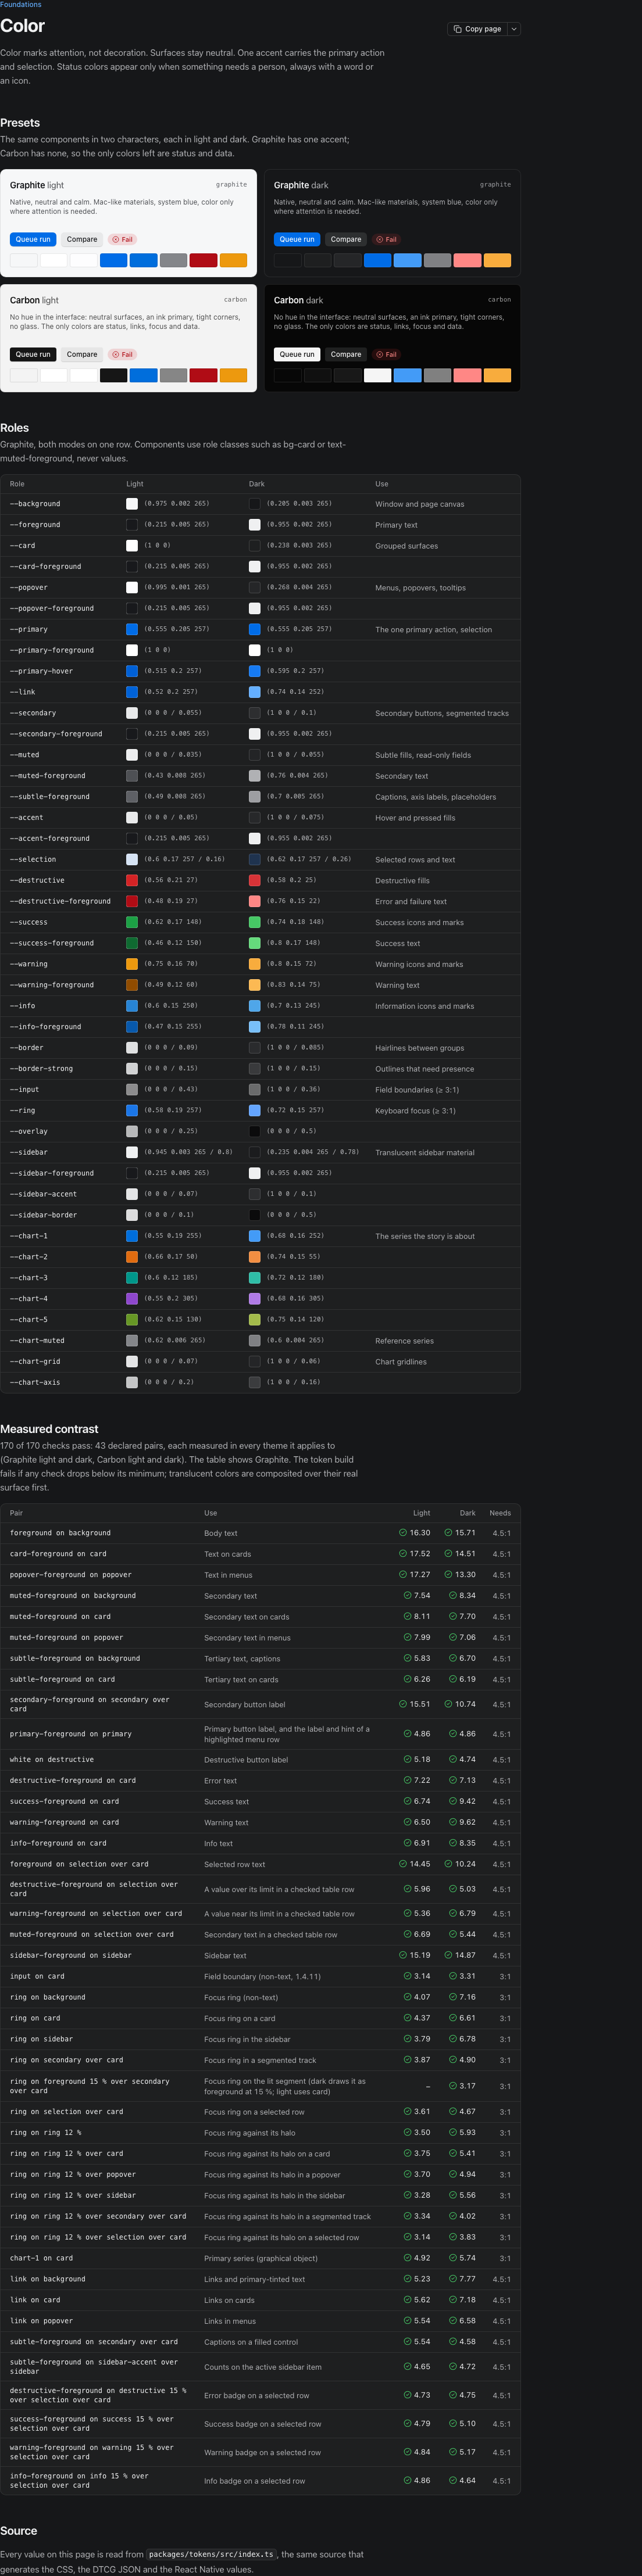 Foundations
Color
Copy page
Color marks attention, not decoration. Surfaces stay neutral. One accent carries the primary action
and selection. Status colors appear only when something needs a person, always with a word or
an icon.
Presets
The same components in two characters, each in light and dark. Graphite has one accent;
Carbon has none, so the only colors left are status and data.
Graphite light graphite
Native, neutral and calm. Mac-like materials, system blue, color only
where attention is needed.
Queue run Compare Fail
Graphite dark graphite
Native, neutral and calm. Mac-like materials, system blue, color only
where attention is needed.
Queue run Compare Fail
Carbon light carbon
No hue in the interface: neutral surfaces, an ink primary, tight corners,
no glass. The only colors are status, links, focus and data.
Queue run Compare Fail
Carbon dark carbon
No hue in the interface: neutral surfaces, an ink primary, tight corners,
no glass. The only colors are status, links, focus and data.
Queue run Compare Fail
Roles
Graphite, both modes on one row. Components use role classes such as bg-card or text-
muted-foreground, never values.
Role Light Dark Use
--background (0.975 0.002 265) (0.205 0.003 265) Window and page canvas
--foreground (0.215 0.005 265) (0.955 0.002 265) Primary text
--card (1 0 0) (0.238 0.003 265) Grouped surfaces
--card-foreground (0.215 0.005 265) (0.955 0.002 265)
--popover (0.995 0.001 265) (0.268 0.004 265) Menus, popovers, tooltips
--popover-foreground (0.215 0.005 265) (0.955 0.002 265)
--primary (0.555 0.205 257) (0.555 0.205 257) The one primary action, selection
--primary-foreground (1 0 0) (1 0 0)
--primary-hover (0.515 0.2 257) (0.595 0.2 257)
--link (0.52 0.2 257) (0.74 0.14 252)
--secondary (0 0 0 / 0.055) (1 0 0 / 0.1) Secondary buttons, segmented tracks
--secondary-foreground (0.215 0.005 265) (0.955 0.002 265)
--muted (0 0 0 / 0.035) (1 0 0 / 0.055) Subtle fills, read-only fields
--muted-foreground (0.43 0.008 265) (0.76 0.004 265) Secondary text
--subtle-foreground (0.49 0.008 265) (0.7 0.005 265) Captions, axis labels, placeholders
--accent (0 0 0 / 0.05) (1 0 0 / 0.075) Hover and pressed fills
--accent-foreground (0.215 0.005 265) (0.955 0.002 265)
--selection (0.6 0.17 257 / 0.16) (0.62 0.17 257 / 0.26) Selected rows and text
--destructive (0.56 0.21 27) (0.58 0.2 25) Destructive fills
--destructive-foreground (0.48 0.19 27) (0.76 0.15 22) Error and failure text
--success (0.62 0.17 148) (0.74 0.18 148) Success icons and marks
--success-foreground (0.46 0.12 150) (0.8 0.17 148) Success text
--warning (0.75 0.16 70) (0.8 0.15 72) Warning icons and marks
--warning-foreground (0.49 0.12 60) (0.83 0.14 75) Warning text
--info (0.6 0.15 250) (0.7 0.13 245) Information icons and marks
--info-foreground (0.47 0.15 255) (0.78 0.11 245)
--border (0 0 0 / 0.09) (1 0 0 / 0.085) Hairlines between groups
--border-strong (0 0 0 / 0.15) (1 0 0 / 0.15) Outlines that need presence
--input (0 0 0 / 0.43) (1 0 0 / 0.36) Field boundaries (≥ 3:1)
--ring (0.58 0.19 257) (0.72 0.15 257) Keyboard focus (≥ 3:1)
--overlay (0 0 0 / 0.25) (0 0 0 / 0.5)
--sidebar (0.945 0.003 265 / 0.8) (0.235 0.004 265 / 0.78) Translucent sidebar material
--sidebar-foreground (0.215 0.005 265) (0.955 0.002 265)
--sidebar-accent (0 0 0 / 0.07) (1 0 0 / 0.1)
--sidebar-border (0 0 0 / 0.1) (0 0 0 / 0.5)
--chart-1 (0.55 0.19 255) (0.68 0.16 252) The series the story is about
--chart-2 (0.66 0.17 50) (0.74 0.15 55)
--chart-3 (0.6 0.12 185) (0.72 0.12 180)
--chart-4 (0.55 0.2 305) (0.68 0.16 305)
--chart-5 (0.62 0.15 130) (0.75 0.14 120)
--chart-muted (0.62 0.006 265) (0.6 0.004 265) Reference series
--chart-grid (0 0 0 / 0.07) (1 0 0 / 0.06) Chart gridlines
--chart-axis (0 0 0 / 0.2) (1 0 0 / 0.16)
Measured contrast
170 of 170 checks pass: 43 declared pairs, each measured in every theme it applies to
(Graphite light and dark, Carbon light and dark). The table shows Graphite. The token build
fails if any check drops below its minimum; translucent colors are composited over their real
surface first.
Pair Use Light Dark Needs
foreground on background Body text 16.30 15.71 4.5:1
card-foreground on card Text on cards 17.52 14.51 4.5:1
popover-foreground on popover Text in menus 17.27 13.30 4.5:1
muted-foreground on background Secondary text 7.54 8.34 4.5:1
muted-foreground on card Secondary text on cards 8.11 7.70 4.5:1
muted-foreground on popover Secondary text in menus 7.99 7.06 4.5:1
subtle-foreground on background Tertiary text, captions 5.83 6.70 4.5:1
subtle-foreground on card Tertiary text on cards 6.26 6.19 4.5:1
secondary-foreground on secondary over
card Secondary button label 15.51 10.74 4.5:1
primary-foreground on primary Primary button label, and the label and hint of a
highlighted menu row 4.86 4.86 4.5:1
white on destructive Destructive button label 5.18 4.74 4.5:1
destructive-foreground on card Error text 7.22 7.13 4.5:1
success-foreground on card Success text 6.74 9.42 4.5:1
warning-foreground on card Warning text 6.50 9.62 4.5:1
info-foreground on card Info text 6.91 8.35 4.5:1
foreground on selection over card Selected row text 14.45 10.24 4.5:1
destructive-foreground on selection over
card A value over its limit in a checked table row 5.96 5.03 4.5:1
warning-foreground on selection over card A value near its limit in a checked table row 5.36 6.79 4.5:1
muted-foreground on selection over card Secondary text in a checked table row 6.69 5.44 4.5:1
sidebar-foreground on sidebar Sidebar text 15.19 14.87 4.5:1
input on card Field boundary (non-text, 1.4.11) 3.14 3.31 3:1
ring on background Focus ring (non-text) 4.07 7.16 3:1
ring on card Focus ring on a card 4.37 6.61 3:1
ring on sidebar Focus ring in the sidebar 3.79 6.78 3:1
ring on secondary over card Focus ring in a segmented track 3.87 4.90 3:1
ring on foreground 15 % over secondary
over card Focus ring on the lit segment (dark draws it as
foreground at 15 %; light uses card) – 3.17 3:1
ring on selection over card Focus ring on a selected row 3.61 4.67 3:1
ring on ring 12 % Focus ring against its halo 3.50 5.93 3:1
ring on ring 12 % over card Focus ring against its halo on a card 3.75 5.41 3:1
ring on ring 12 % over popover Focus ring against its halo in a popover 3.70 4.94 3:1
ring on ring 12 % over sidebar Focus ring against its halo in the sidebar 3.28 5.56 3:1
ring on ring 12 % over secondary over card Focus ring against its halo in a segmented track 3.34 4.02 3:1
ring on ring 12 % over selection over card Focus ring against its halo on a selected row 3.14 3.83 3:1
chart-1 on card Primary series (graphical object) 4.92 5.74 3:1
link on background Links and primary-tinted text 5.23 7.77 4.5:1
link on card Links on cards 5.62 7.18 4.5:1
link on popover Links in menus 5.54 6.58 4.5:1
subtle-foreground on secondary over card Captions on a filled control 5.54 4.58 4.5:1
subtle-foreground on sidebar-accent over
sidebar Counts on the active sidebar item 4.65 4.72 4.5:1
destructive-foreground on destructive 15 %
over selection over card Error badge on a selected row 4.73 4.75 4.5:1
success-foreground on success 15 % over
selection over card Success badge on a selected row 4.79 5.10 4.5:1
warning-foreground on warning 15 % over
selection over card Warning badge on a selected row 4.84 5.17 4.5:1
info-foreground on info 15 % over
selection over card Info badge on a selected row 4.86 4.64 4.5:1
Source
Every value on this page is read from packages/tokens/src/index.ts, the same source that
generates the CSS, the DTCG JSON and the React Native values.